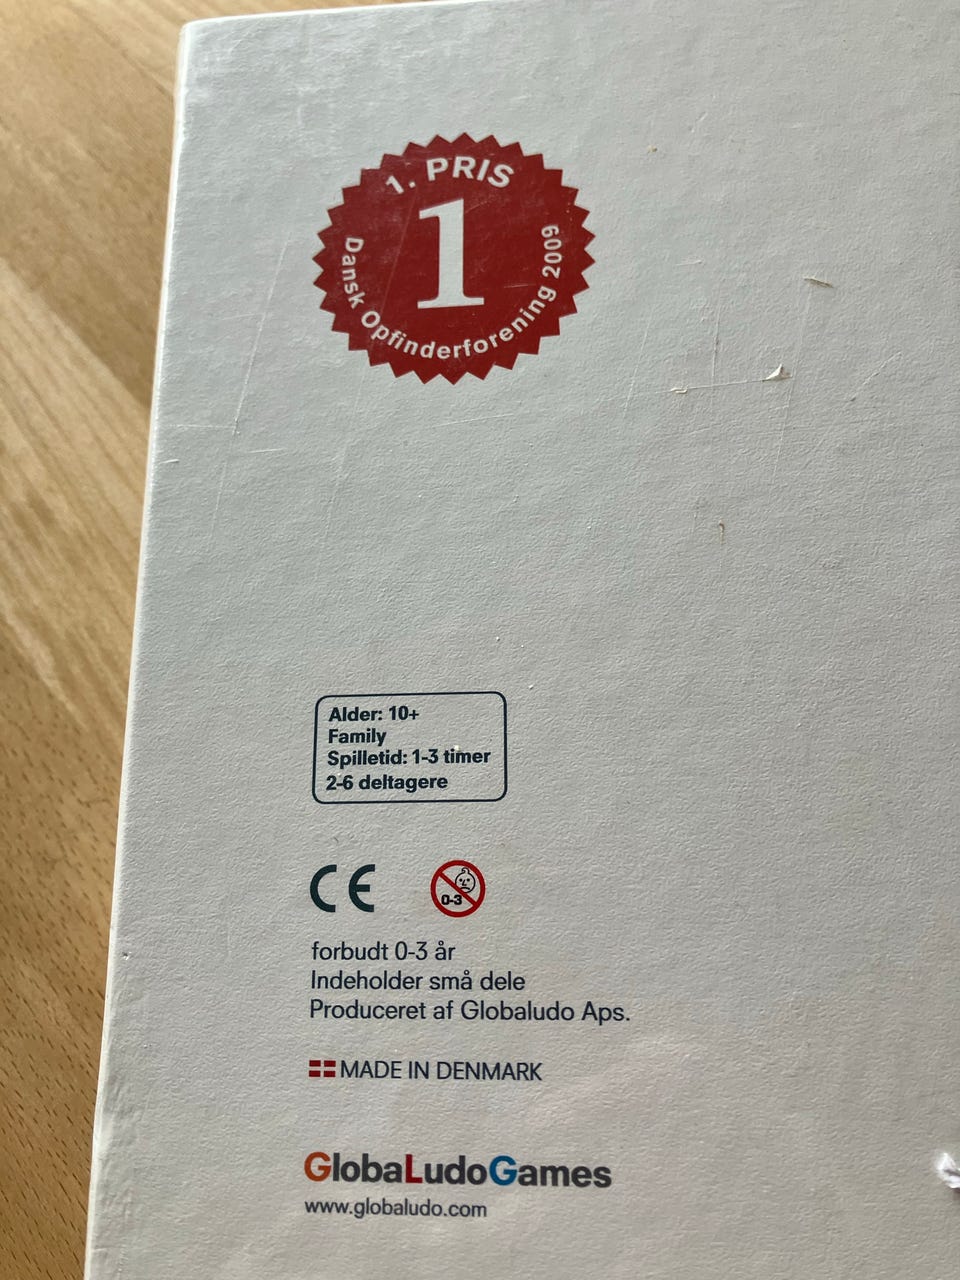 1. PRIS
1
Dansk Opfinderforening 2009
Alder: 10+
Family
Spilletid: 1-3 timer
2-6 deltagere
CE
0-3
forbudt 0-3 år
Indeholder små dele
Produceret af Globaludo Aps.
MADE IN DENMARK
GlobaLudoGames
www.globaludo.com